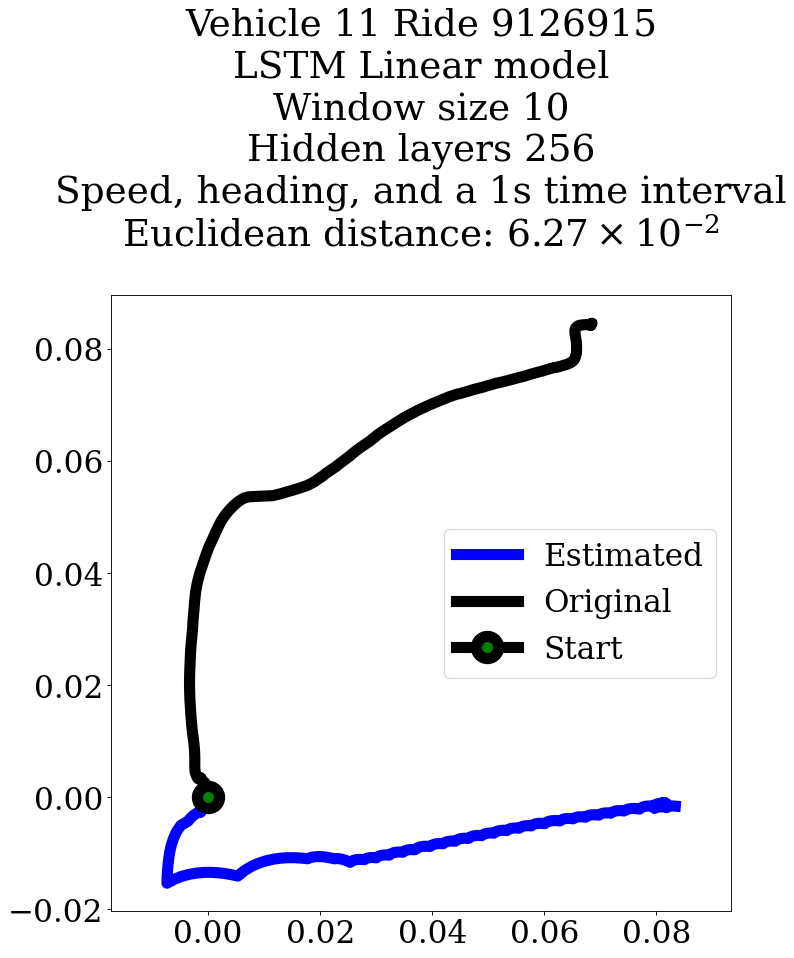 Vehicle 11 Ride 9126915
LSTM Linear model
Window size 10
Hidden layers 256
Speed, heading, and a 1s time interval
Euclidean distance: 6.27 × 10⁻²
0.08
0.06
0.04
Estimated
Original
Start
0.02
0.00
−0.02
0.00 0.02 0.04 0.06 0.08